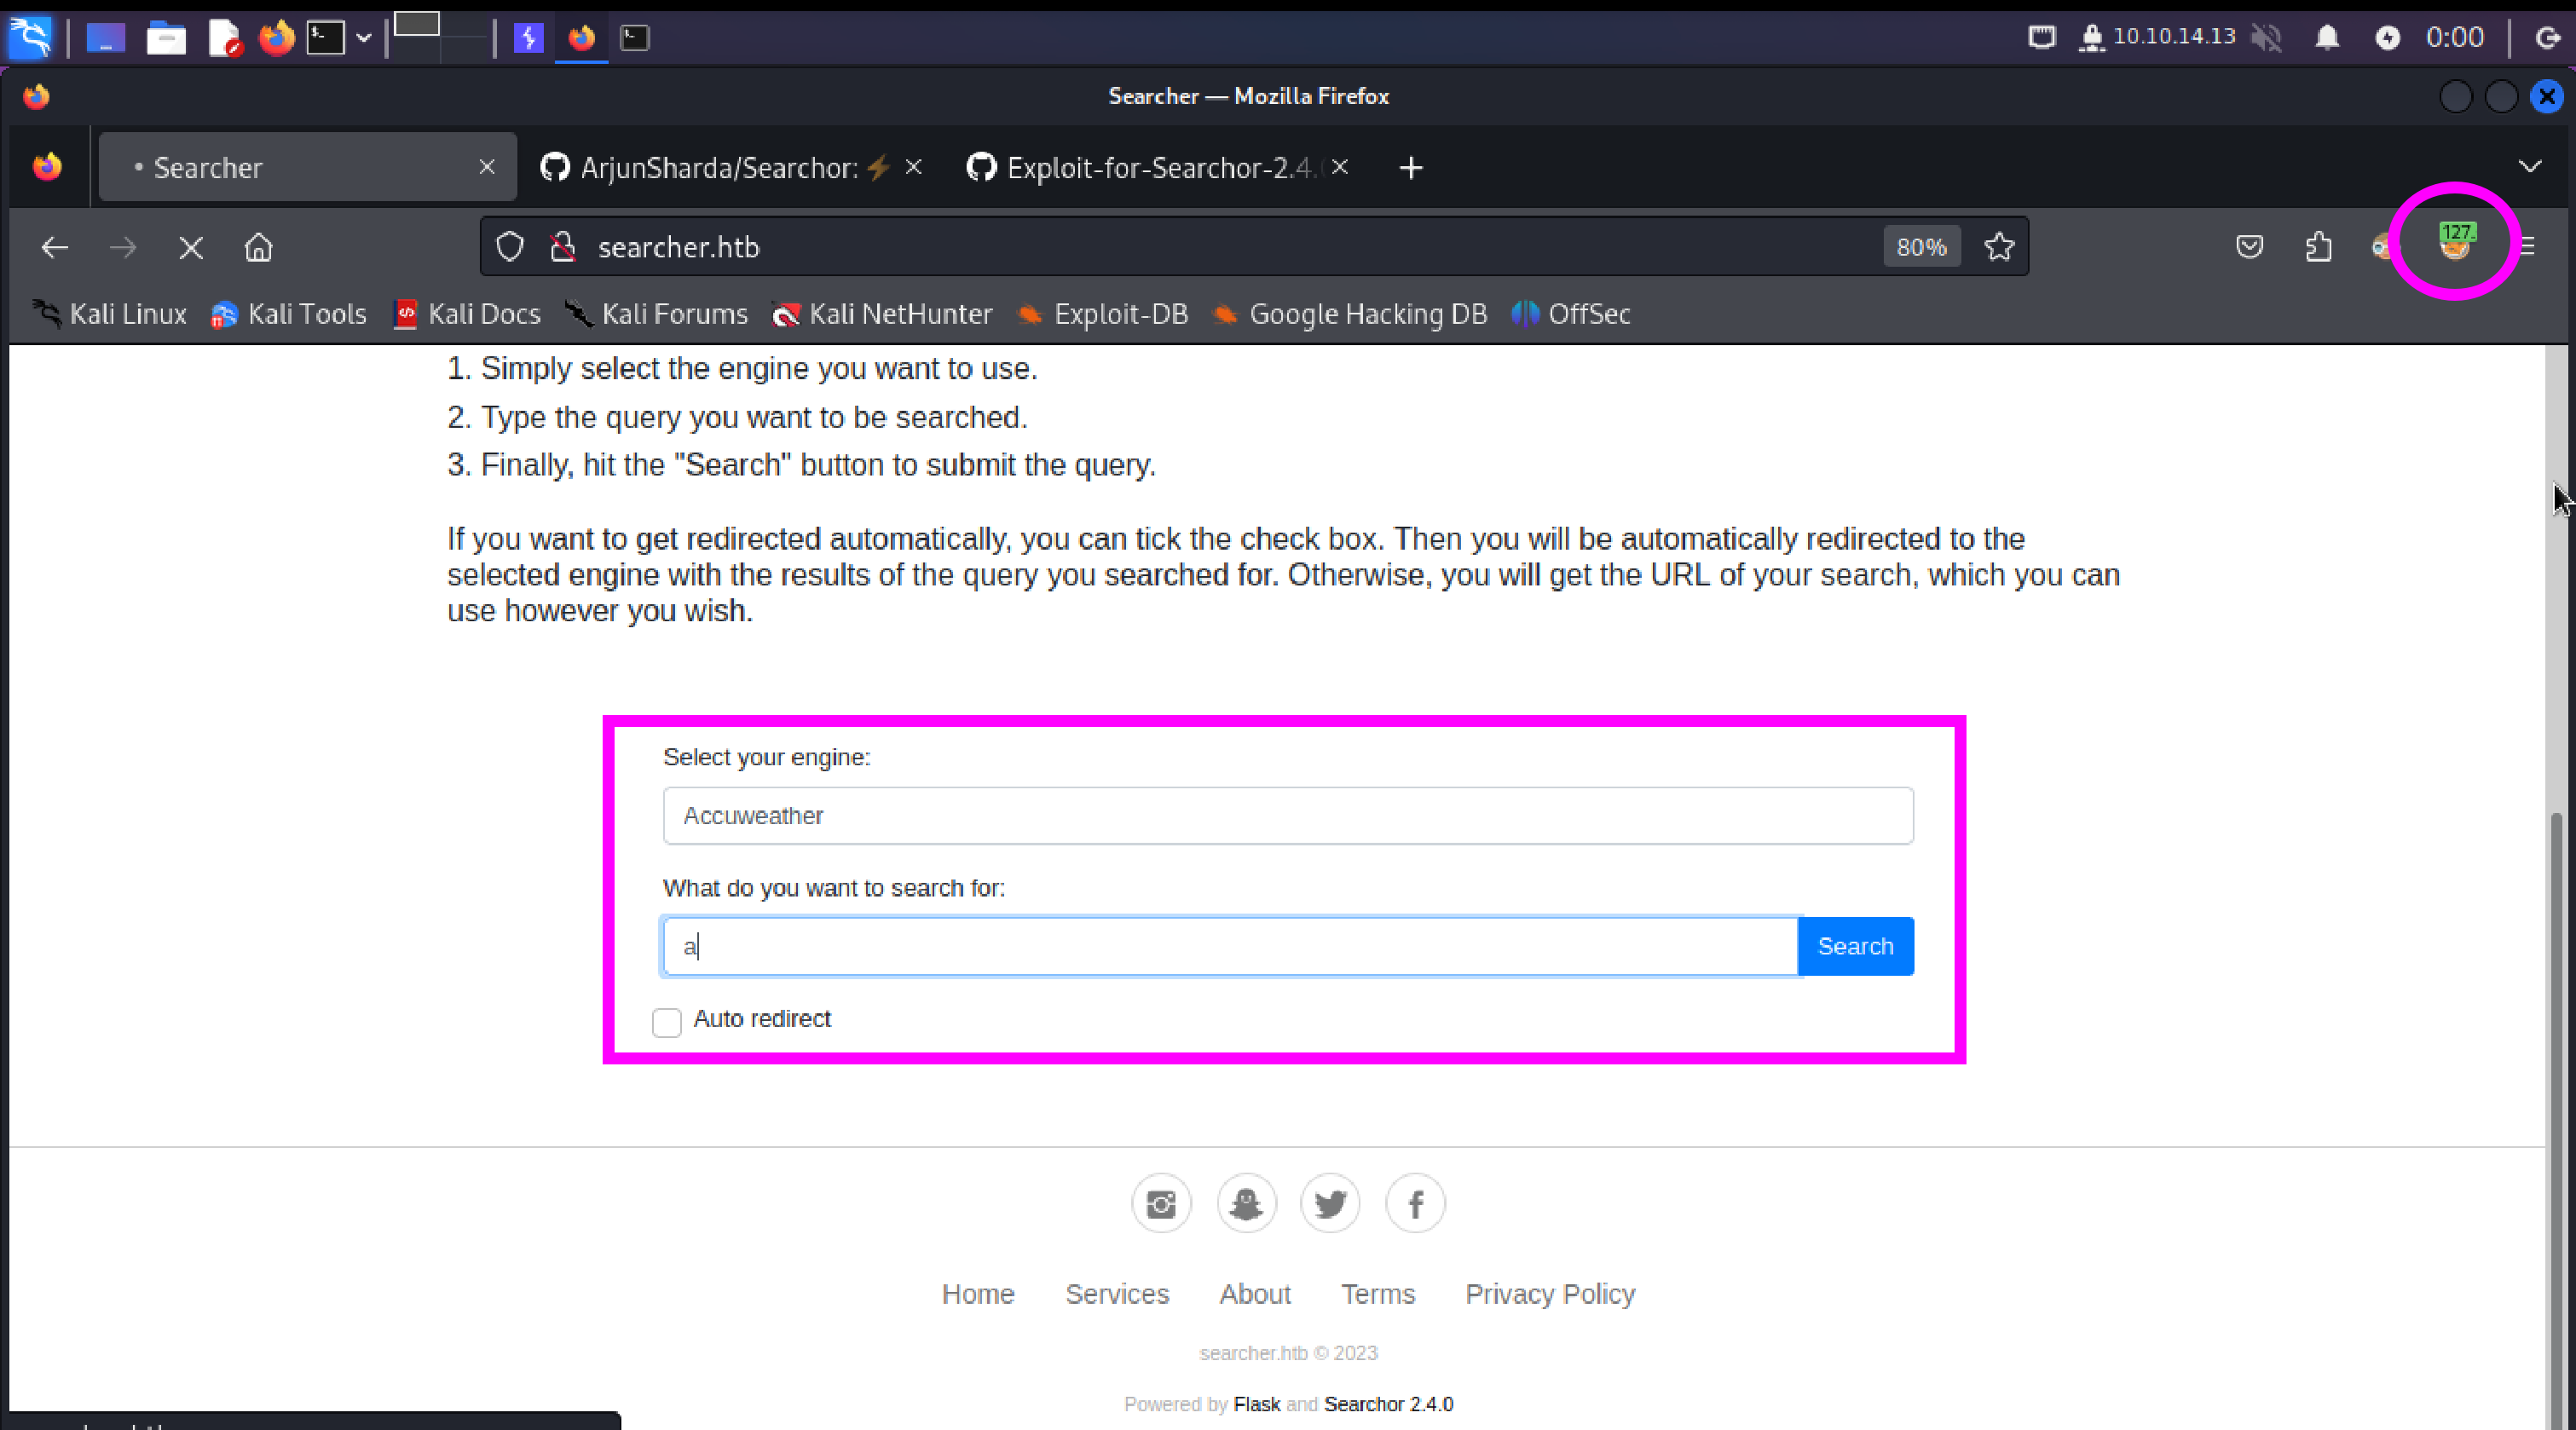 10.10.14.13
0:00
Searcher — Mozilla Firefox
• Searcher
ArjunSharda/Searchor:
Exploit-for-Searchor-2.4.
searcher.htb
80%
127.
Kali Linux
Kali Tools
Kali Docs
Kali Forums
Kali NetHunter
Exploit-DB
Google Hacking DB
OffSec
1. Simply select the engine you want to use.
2. Type the query you want to be searched.
3. Finally, hit the "Search" button to submit the query.
If you want to get redirected automatically, you can tick the check box. Then you will be automatically redirected to the
selected engine with the results of the query you searched for. Otherwise, you will get the URL of your search, which you can
use however you wish.
Select your engine:
Accuweather
What do you want to search for:
a
Search
Auto redirect
Home
Services
About
Terms
Privacy Policy
searcher.htb © 2023
Powered by Flask and Searchor 2.4.0